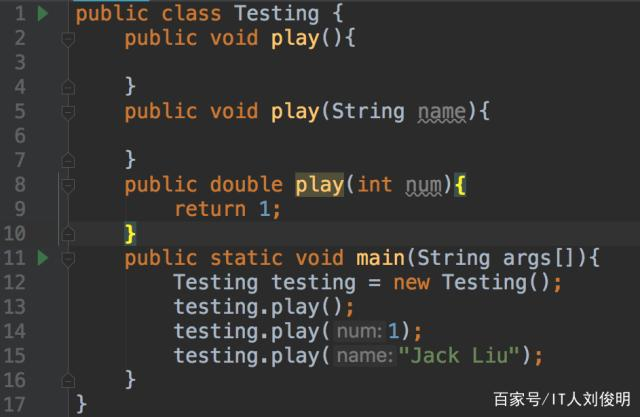 1 public class Testing {
2 public void play(){
3
4 }
5 public void play(String name){
6
7 }
8 public double play(int num){
9 return 1;
10 }
11 public static void main(String args[]){
12 Testing testing = new Testing();
13 testing.play();
14 testing.play( num: 1);
15 testing.play( name: "Jack Liu");
16 }
17 }
百家号/IT人刘俊明